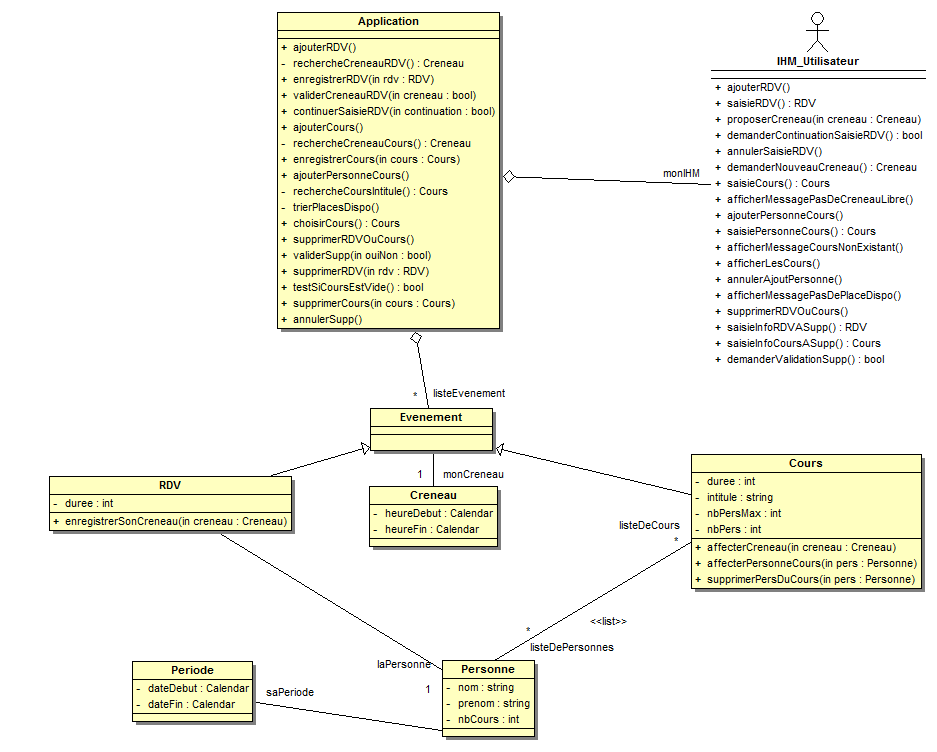 Application
+ ajouterRDV()
- rechercheCreneauRDV() : Creneau
+ enregistrerRDV(in rdv : RDV)
+ validerCreneauRDV(in creneau : bool)
+ continuerSaisieRDV(in continuation : bool)
+ ajouterCours()
- rechercheCreneauCours() : Creneau
+ enregistrerCours(in cours : Cours)
+ ajouterPersonneCours()
- rechercheCoursIntitule() : Cours
- trierPlacesDispo()
+ choisirCours() : Cours
+ supprimerRDVOuCours()
+ validerSupp(in ouiNon : bool)
+ supprimerRDV(in rdv : RDV)
+ testSiCoursEstVide() : bool
+ supprimerCours(in cours : Cours)
+ annulerSupp()
monIHM
IHM_Utilisateur
+ ajouterRDV()
+ saisieRDV() : RDV
+ proposerCreneau(in creneau : Creneau)
+ demanderContinuationSaisieRDV() : bool
+ annulerSaisieRDV()
+ demanderNouveauCreneau() : Creneau
+ saisieCours() : Cours
+ afficherMessagePasDeCreneauLibre()
+ ajouterPersonneCours()
+ saisiePersonneCours() : Cours
+ afficherMessageCoursNonExistant()
+ afficherLesCours()
+ annulerAjoutPersonne()
+ afficherMessagePasDePlaceDispo()
+ supprimerRDVOuCours()
+ saisieInfoRDVASupp() : RDV
+ saisieInfoCoursASupp() : Cours
+ demanderValidationSupp() : bool
* listeEvenement
Evenement
1 monCreneau
RDV
- duree : int
+ enregistrerSonCreneau(in creneau : Creneau)
Creneau
- heureDebut : Calendar
- heureFin : Calendar
Cours
- duree : int
- intitule : string
- nbPersMax : int
- nbPers : int
+ affecterCreneau(in creneau : Creneau)
+ affecterPersonneCours(in pers : Personne)
+ supprimerPersDuCours(in pers : Personne)
listeDeCours
*
<<list>>
*
listeDePersonnes
laPersonne
1
Personne
- nom : string
- prenom : string
- nbCours : int
saPeriode
Periode
- dateDebut : Calendar
- dateFin : Calendar